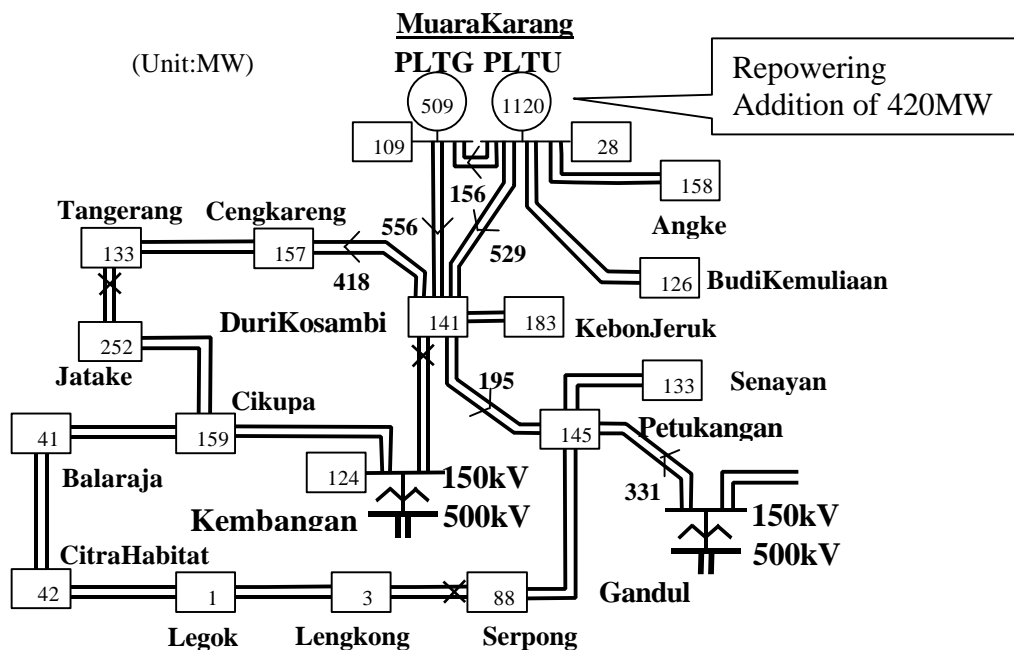 MuaraKarang
(Unit:MW)
PLTG PLTU
Repowering
Addition of 420MW
509
1120
109
28
156
158
Angke
Tangerang
Cengkareng
556
529
133
157
418
126
BudiKemuliaan
DuriKosambi
141
183
KebonJeruk
252
Jatake
195
133
Senayan
Cikupa
41
159
145
Petukangan
Balaraja
124
150kV
331
Kembangan
500kV
150kV
500kV
CitraHabitat
42
1
3
88
Gandul
Legok
Lengkong
Serpong